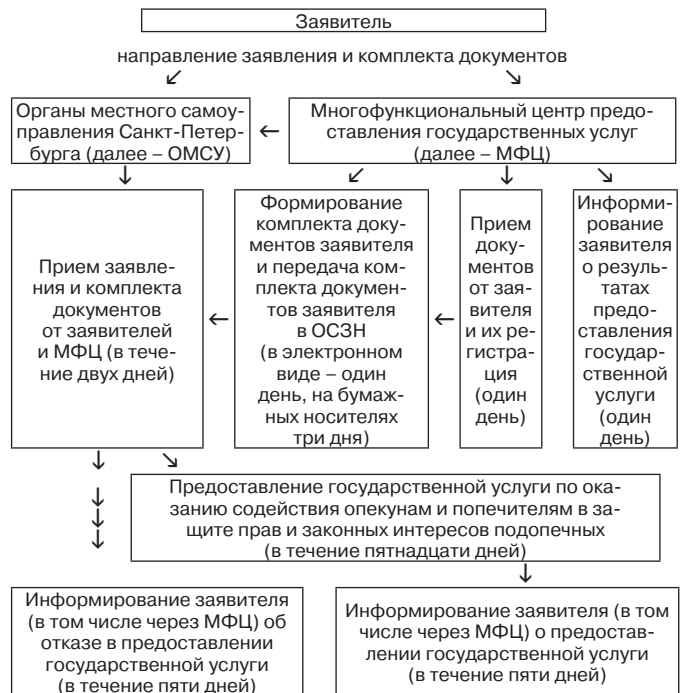 Заявитель
направление заявления и комплекта документов
Органы местного самоу-
правления Санкт-Петер-
бурга (далее – ОМСУ)
Многофункциональный центр предо-
ставления государственных услуг
(далее – МФЦ)
Прием заявле-
ния и комплекта
документов
от заявителей
и МФЦ (в тече-
ние двух дней)
Формирование
комплекта доку-
ментов заявителя
и передача ком-
плекта докумен-
тов заявителя
в ОСЗН
(в электронном
виде – один
день, на бумаж-
ных носителях
три дня)
Прием
доку-
ментов
от зая-
вителя
и их ре-
гистра-
ция
(один
день)
Информи-
рование
заявителя
о резуль-
татах
предо-
ставления
государ-
ственной
услуги
(один
день)
Предоставление государственной услуги по ока-
занию содействия опекунам и попечителям в за-
щите прав и законных интересов подопечных
(в течение пятнадцати дней)
Информирование заявителя
(в том числе через МФЦ) об
отказе в предоставлении
государственной услуги
(в течение пяти дней)
Информирование заявителя (в том
числе через МФЦ) о предостав-
лении государственной услуги
(в течение пяти дней)